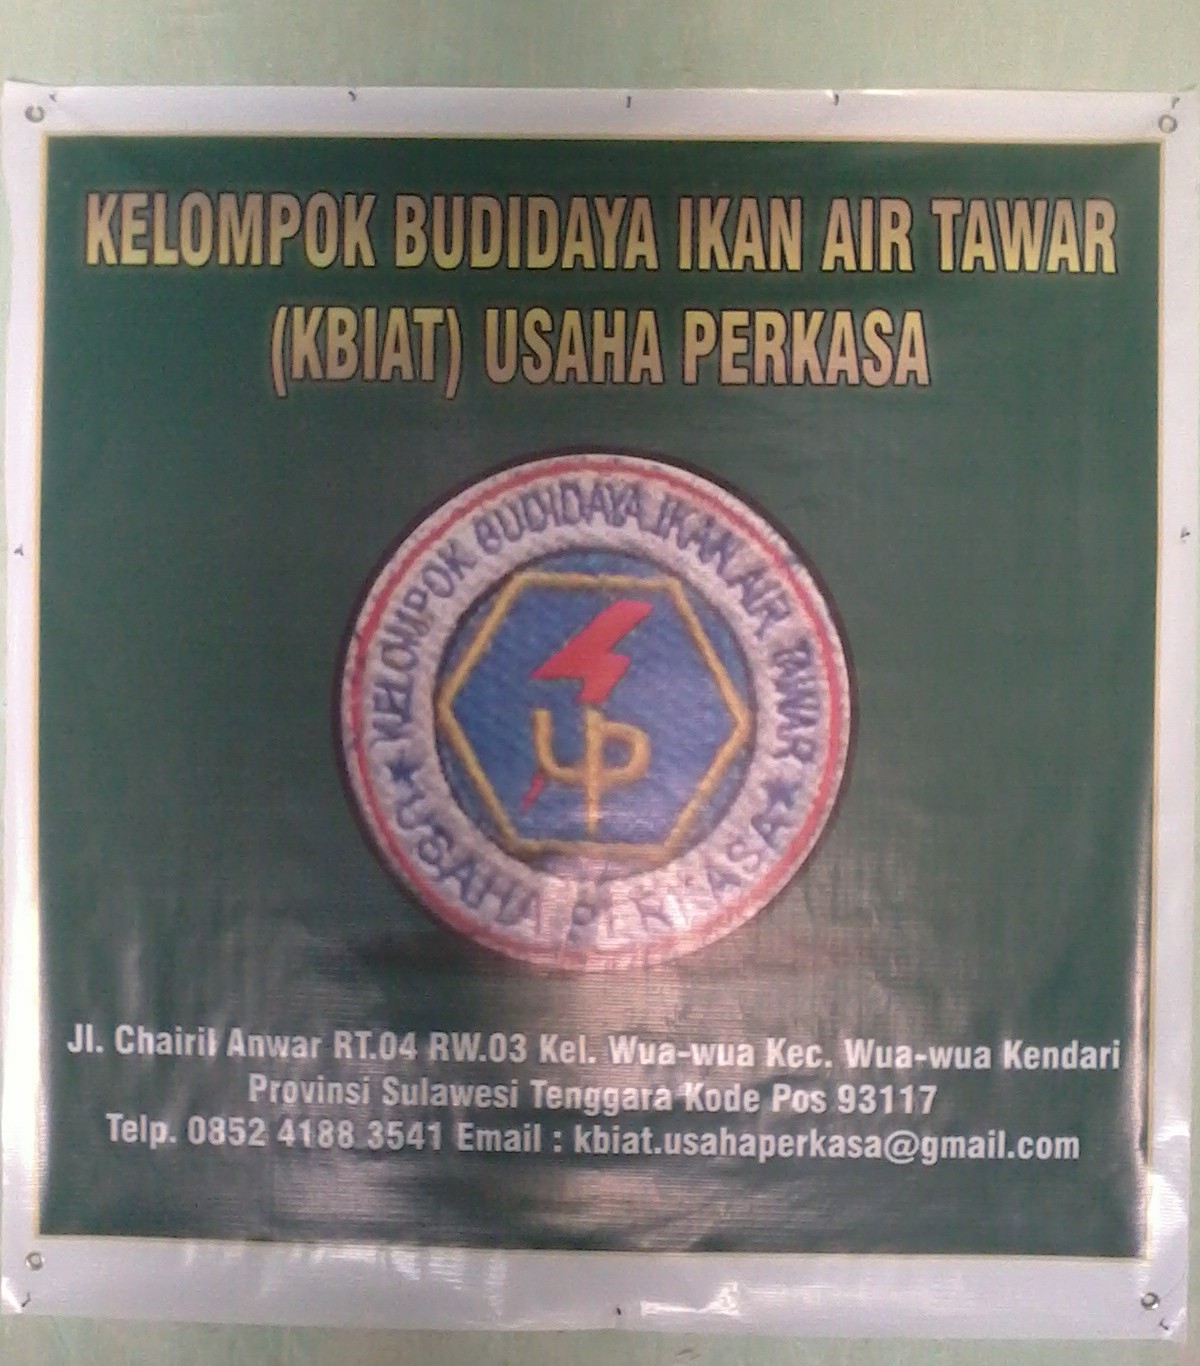 KELOMPOK BUDIDAYA IKAN AIR TAWAR
(KBIAT) USAHA PERKASA
KELOMPOK BUDIDAYA IKAN AIR TAWAR
UP
★ USAHA PERKASA ★
Jl. Chairil Anwar RT.04 RW.03 Kel. Wua-wua Kec. Wua-wua Kendari
Provinsi Sulawesi Tenggara Kode Pos 93117
Telp. 0852 4188 3541 Email : kbiat.usahaperkasa@gmail.com